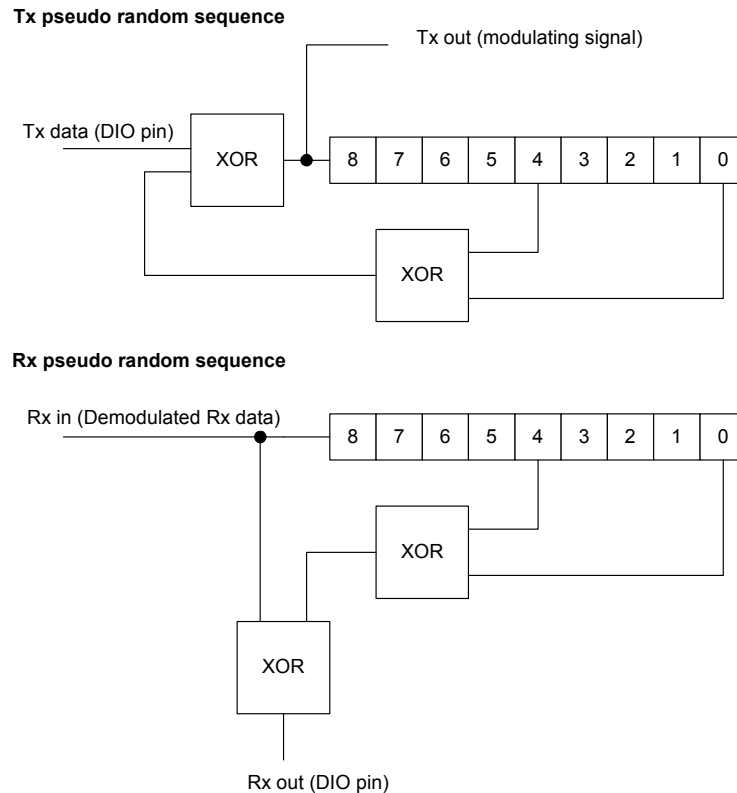 Tx pseudo random sequence
Tx out (modulating signal)
Tx data (DIO pin)
XOR
8 7 6 5 4 3 2 1 0
XOR
Rx pseudo random sequence
Rx in (Demodulated Rx data)
8 7 6 5 4 3 2 1 0
XOR
XOR
Rx out (DIO pin)